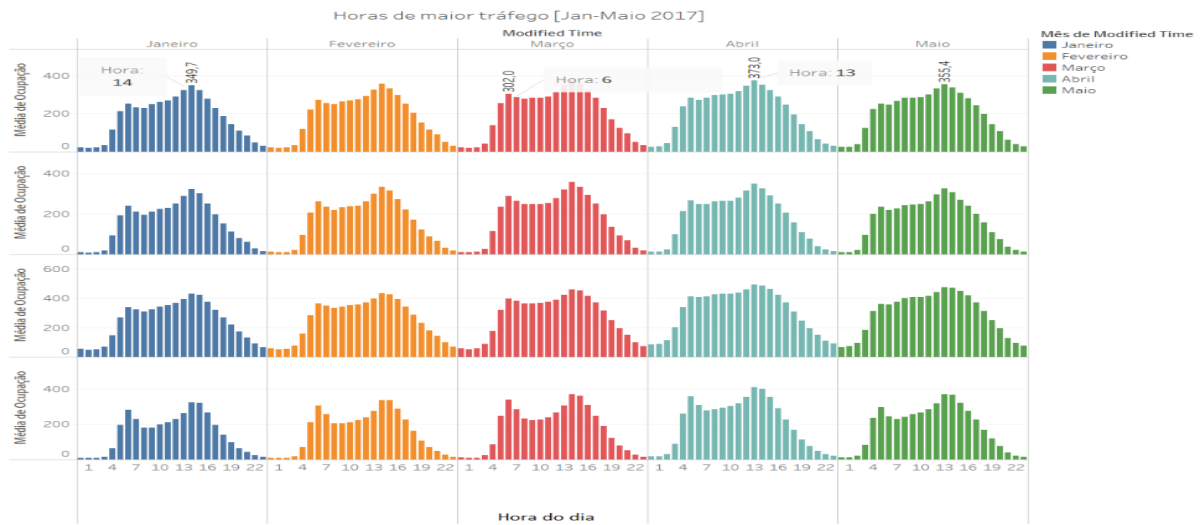 Horas de maior tráfego [Jan-Maio 2017]
Modified Time
Janeiro Fevereiro Março Abril Maio
Mês de Modified Time
Janeiro
Fevereiro
Março
Abril
Maio
Média de Ocupação
400
200
0
Hora:
14
349,7
302,0
Hora: 6
373,0
Hora: 13
355,4
Média de Ocupação
400
200
0
Média de Ocupação
600
400
200
0
Média de Ocupação
400
200
0
1 4 7 10 13 16 19 22 1 4 7 10 13 16 19 22 1 4 7 10 13 16 19 22 1 4 7 10 13 16 19 22 1 4 7 10 13 16 19 22
Hora do dia